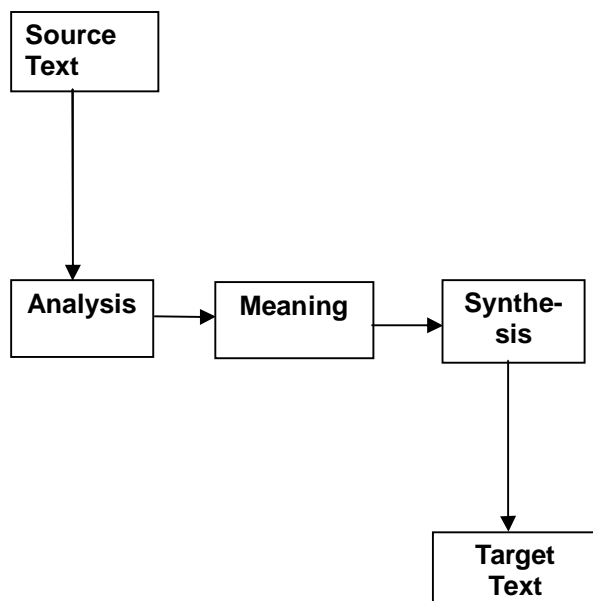 Source
Text
Analysis
Meaning
Synthe-
sis
Target
Text